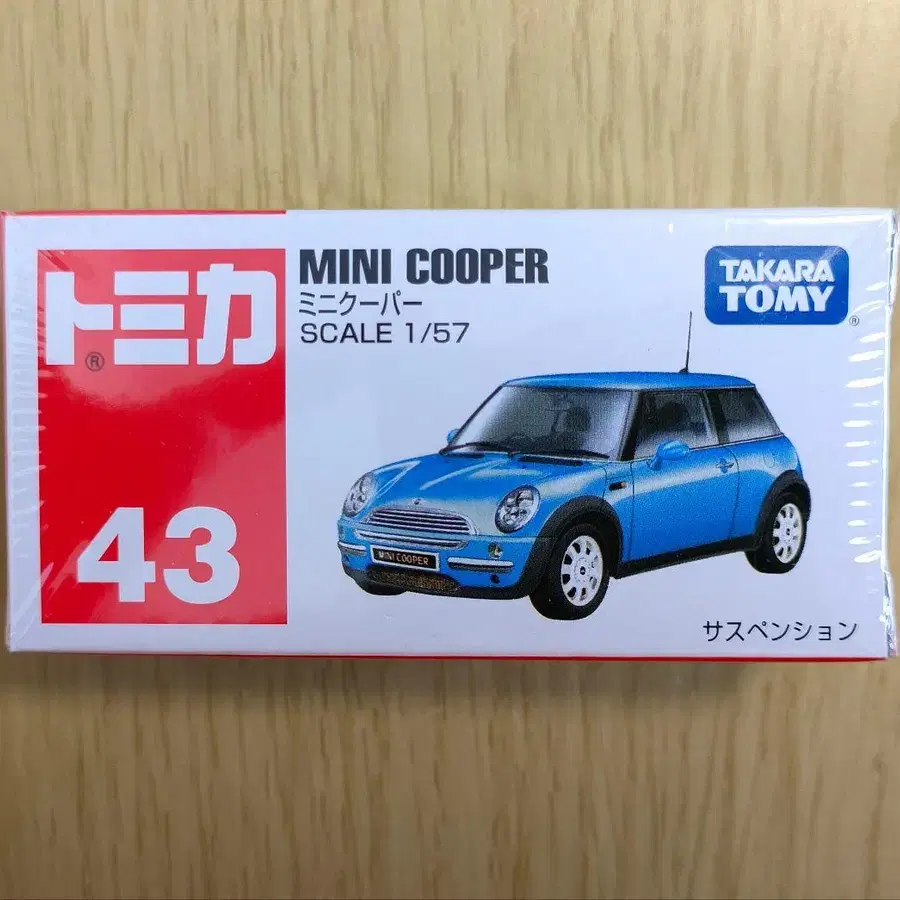 トミカ
®
43
MINI COOPER
ミニクーパー
SCALE 1/57
TAKARA
TOMY
®
MINI COOPER
サスペンション